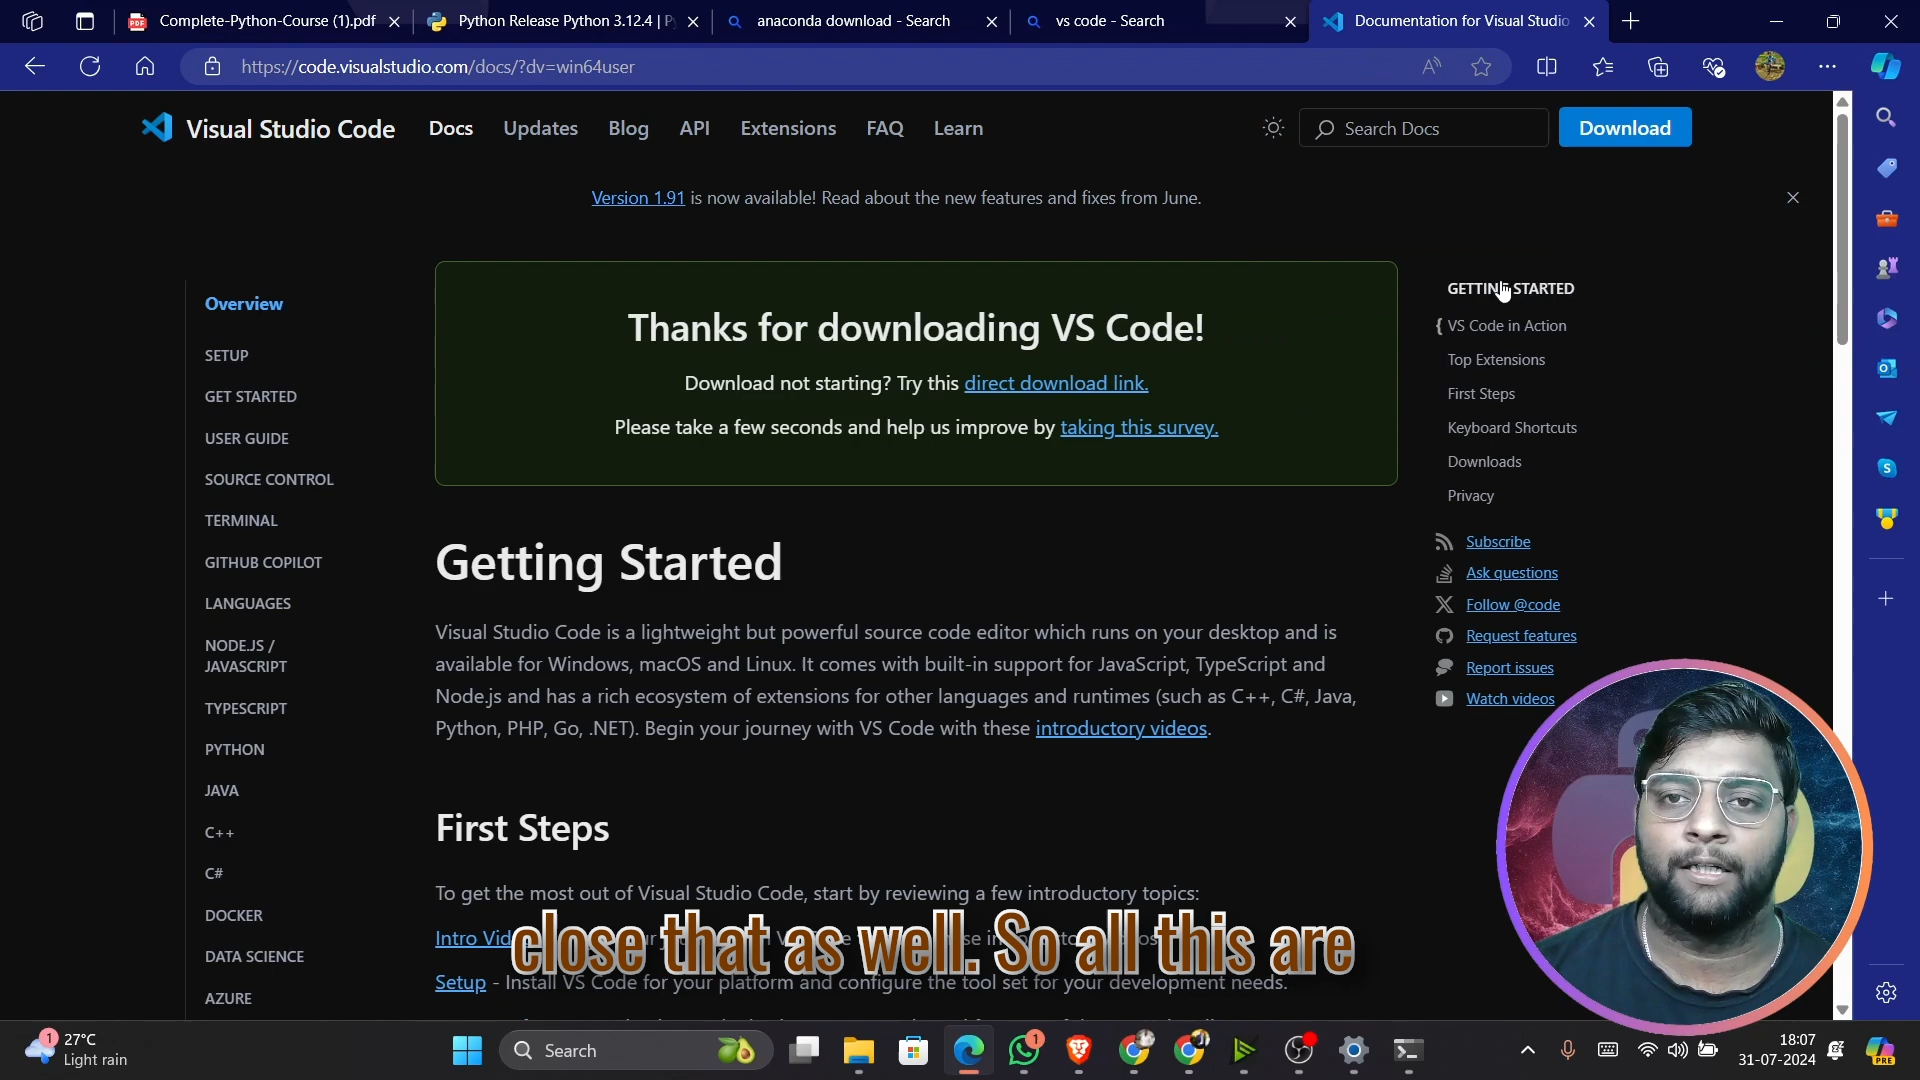 Complete-Python-Course (1).pdf
Python Release Python 3.12.4 | P
anaconda download - Search
vs code - Search
Documentation for Visual Studio
https://code.visualstudio.com/docs/?dv=win64user
Visual Studio Code
Docs
Updates
Blog
API
Extensions
FAQ
Learn
Search Docs
Download
Version 1.91 is now available! Read about the new features and fixes from June.
Overview
SETUP
GET STARTED
USER GUIDE
SOURCE CONTROL
TERMINAL
GITHUB COPILOT
LANGUAGES
NODE.JS /
JAVASCRIPT
TYPESCRIPT
PYTHON
JAVA
C++
C#
DOCKER
DATA SCIENCE
AZURE
Thanks for downloading VS Code!
Download not starting? Try this direct download link.
Please take a few seconds and help us improve by taking this survey.
Getting Started
Visual Studio Code is a lightweight but powerful source code editor which runs on your desktop and is
available for Windows, macOS and Linux. It comes with built-in support for JavaScript, TypeScript and
Node.js and has a rich ecosystem of extensions for other languages and runtimes (such as C++, C#, Java,
Python, PHP, Go, .NET). Begin your journey with VS Code with these introductory videos.
First Steps
To get the most out of Visual Studio Code, start by reviewing a few introductory topics:
Intro
close that as well. So all this are
Setup - Install VS Code for your platform and configure the tool set for your development needs.
GETTING STARTED
VS Code in Action
Top Extensions
First Steps
Keyboard Shortcuts
Downloads
Privacy
Subscribe
Ask questions
Follow @code
Request features
Report issues
Watch videos
1
27°C
Light rain
Search
1
18:07
31-07-2024
PRE